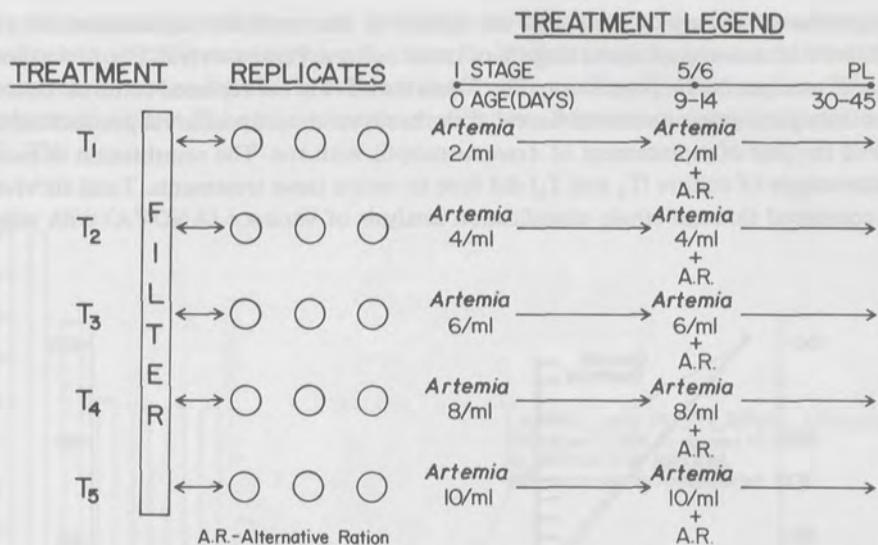 TREATMENT LEGEND
TREATMENT REPLICATES I STAGE 5/6 PL
0 AGE(DAYS) 9-14 30-45
T1 Artemia Artemia
2/ml 2/ml
+
A.R.
T2 Artemia Artemia
4/ml 4/ml
+
A.R.
T3 Artemia Artemia
6/ml 6/ml
+
A.R.
T4 Artemia Artemia
8/ml 8/ml
+
A.R.
T5 Artemia Artemia
10/ml 10/ml
+
A.R.
FILTER
A.R.-Alternative Ration